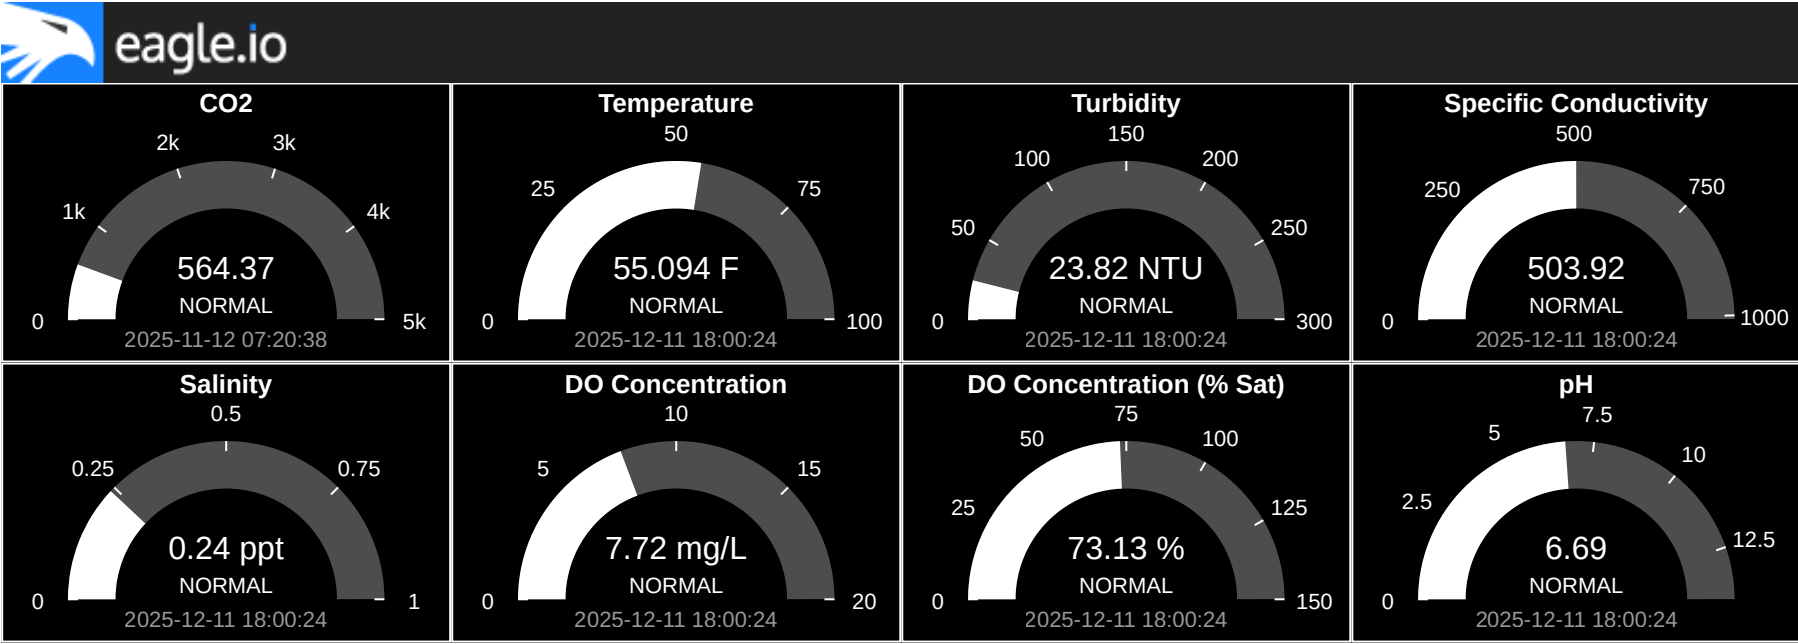 eagle.io
CO2
0
1k
2k
3k
4k
5k
564.37
NORMAL
2025-11-12 07:20:38
Temperature
0
25
50
75
100
55.094 F
NORMAL
2025-12-11 18:00:24
Turbidity
0
50
100
150
200
250
300
23.82 NTU
NORMAL
2025-12-11 18:00:24
Specific Conductivity
0
250
500
750
1000
503.92
NORMAL
2025-12-11 18:00:24
Salinity
0
0.25
0.5
0.75
1
0.24 ppt
NORMAL
2025-12-11 18:00:24
DO Concentration
0
5
10
15
20
7.72 mg/L
NORMAL
2025-12-11 18:00:24
DO Concentration (% Sat)
0
25
50
75
100
125
150
73.13 %
NORMAL
2025-12-11 18:00:24
pH
0
2.5
5
7.5
10
12.5
6.69
NORMAL
2025-12-11 18:00:24